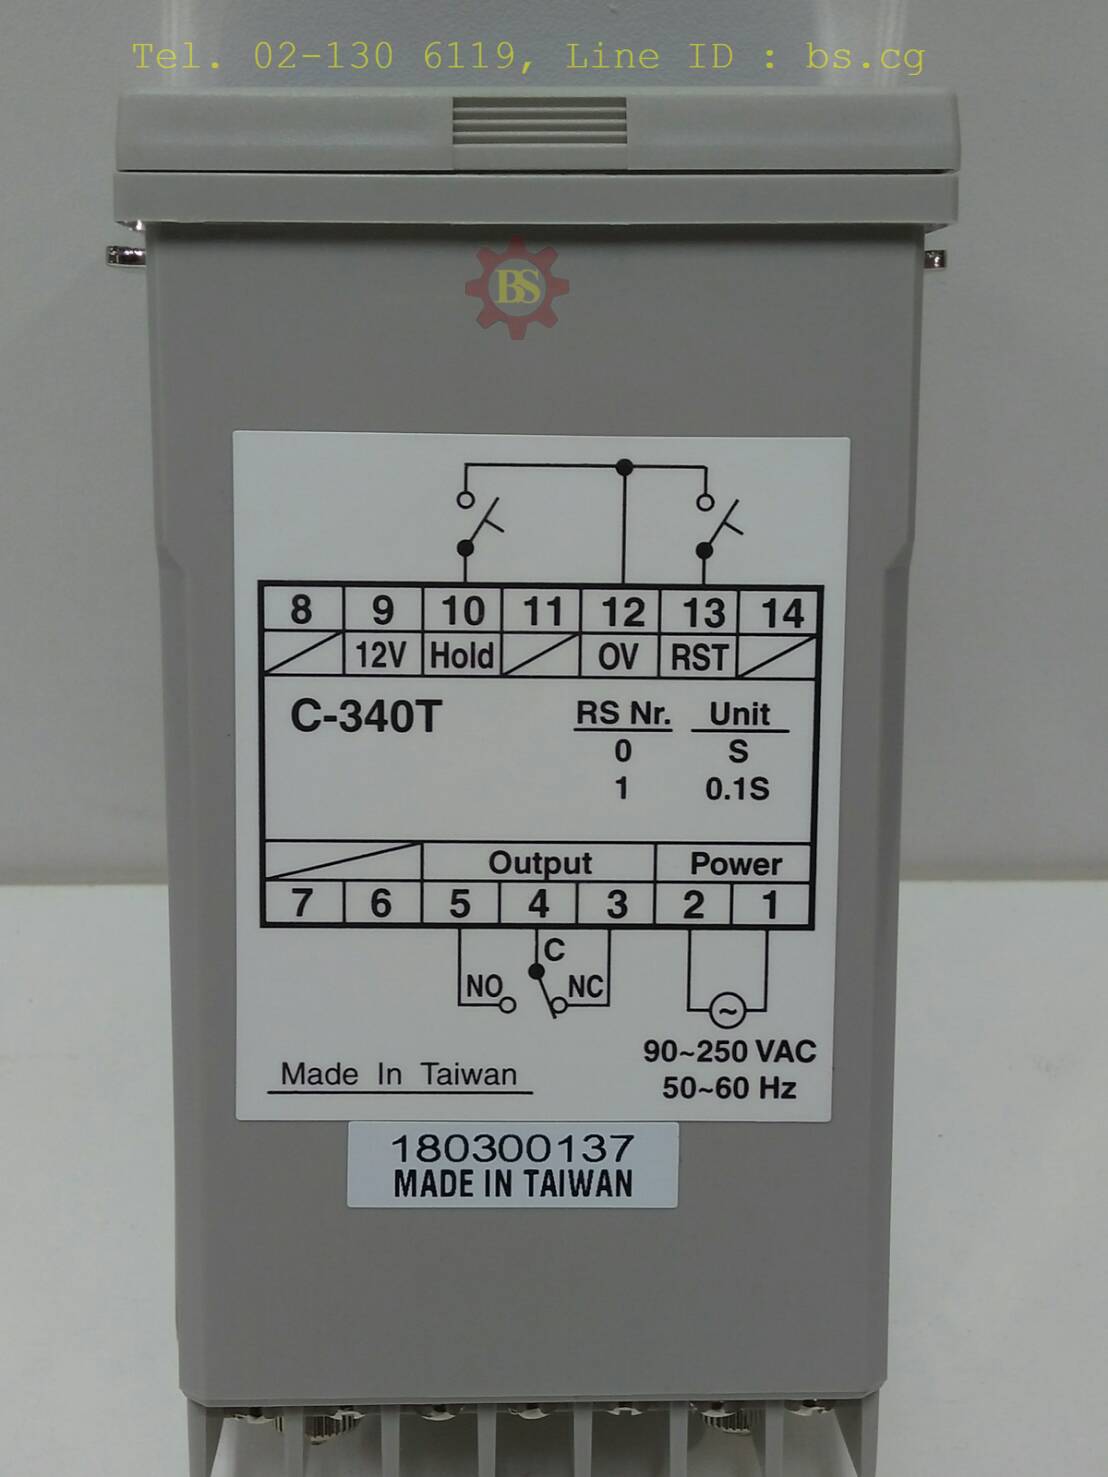 Tel. 02-130 6119, Line ID : bs.cg
BS
8 9 10 11 12 13 14
12V Hold 0V RST
C-340T RS Nr. Unit
0 S
1 0.1S
Output Power
7 6 5 4 3 2 1
C
NO NC
90~250 VAC
Made In Taiwan 50~60 Hz
180300137
MADE IN TAIWAN